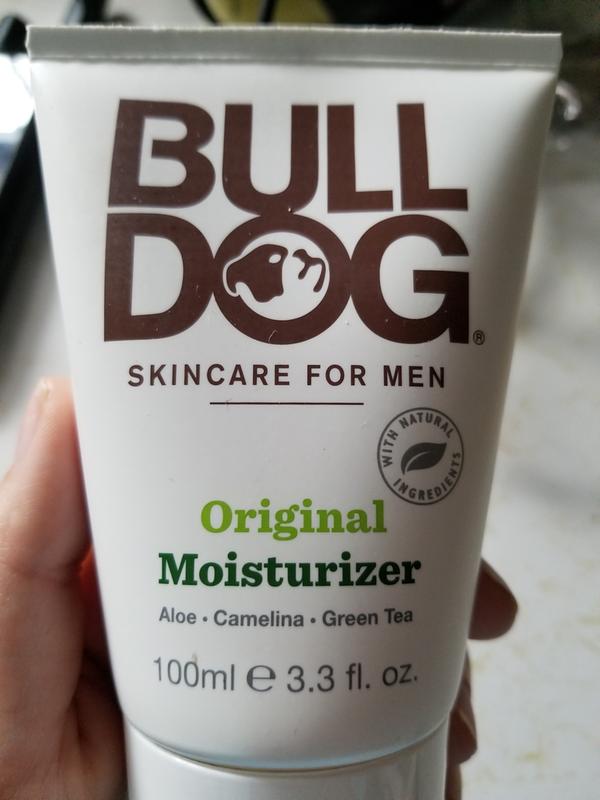 BULL
DOG®
SKINCARE FOR MEN
WITH NATURAL
INGREDIENTS
Original
Moisturizer
Aloe • Camelina • Green Tea
100ml ℮ 3.3 fl. oz.